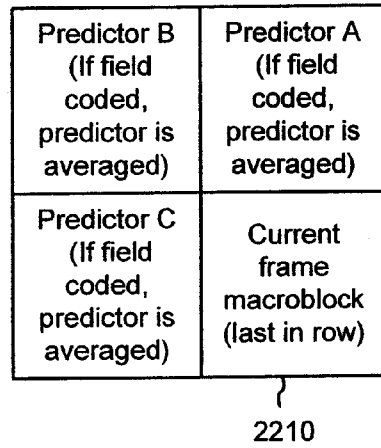 Predictor B
(If field
coded,
predictor is
averaged)
Predictor A
(If field
coded,
predictor is
averaged)
Predictor C
(If field
coded,
predictor is
averaged)
Current
frame
macroblock
(last in row)
2210